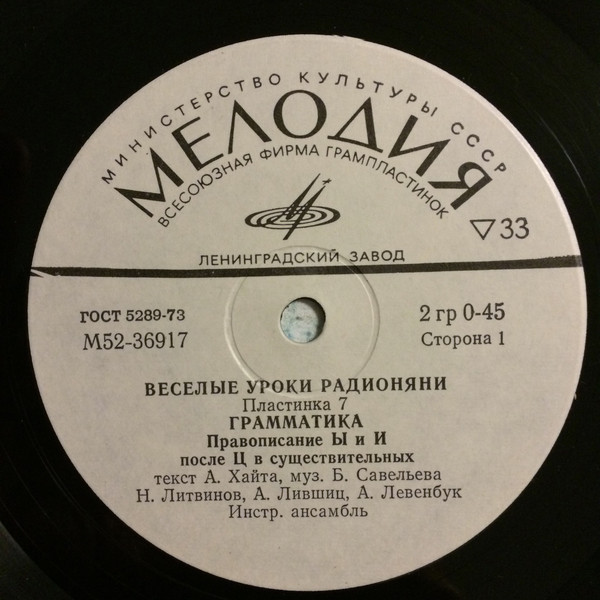 МИНИСТЕРСТВО КУЛЬТУРЫ СССР
МЕЛОДИЯ
ВСЕСОЮЗНАЯ ФИРМА ГРАМПЛАСТИНОК
▽33
ЛЕНИНГРАДСКИЙ ЗАВОД
ГОСТ 5289-73
2 гр 0-45
М52-36917
Сторона 1
ВЕСЕЛЫЕ УРОКИ РАДИОНЯНИ
Пластинка 7
ГРАММАТИКА
Правописание Ы и И
после Ц в существительных
текст А. Хайта, муз. Б. Савельева
Н. Литвинов, А. Лившиц, А. Левенбук
Инстр. ансамбль